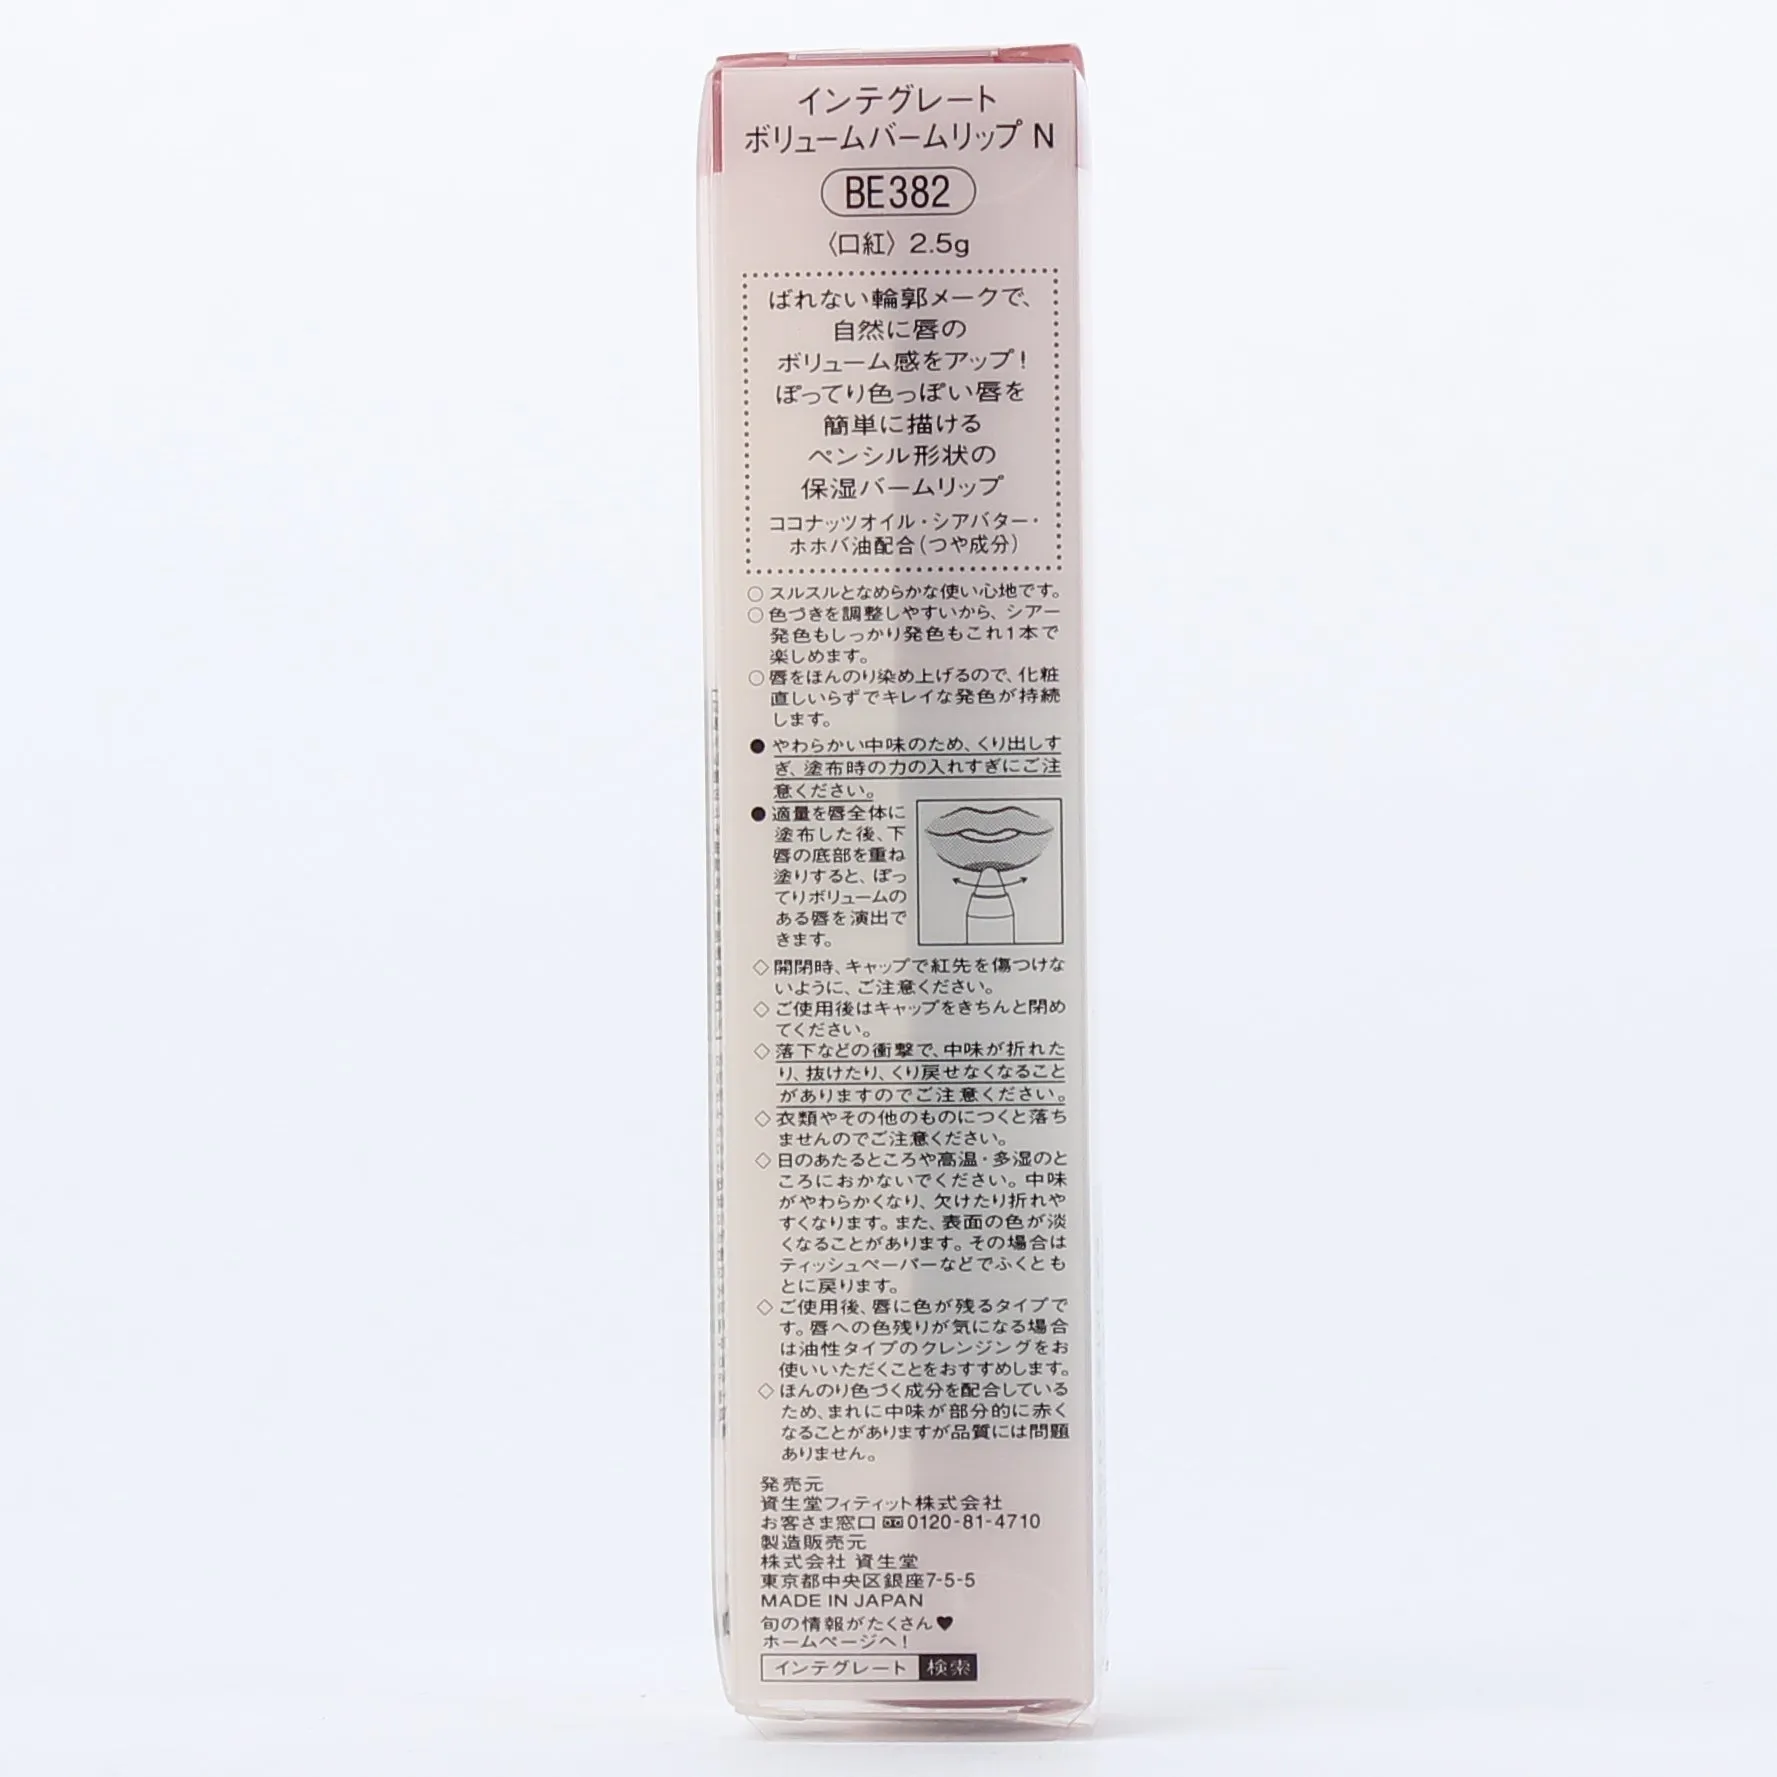 インテグレート
ボリュームバームリップ N
BE382
〈口紅〉2.5g
ばれない輪郭メークで、
自然に唇の
ボリューム感をアップ!
ぽってり色っぽい唇を
簡単に描ける
ペンシル形状の
保湿バームリップ
ココナッツオイル・シアバター・
ホホバ油配合(つや成分)
○ スルスルとなめらかな使い心地です。
○ 色づきを調整しやすいから、シアー
発色もしっかり発色もこれ1本で
楽しめます。
○ 唇をほんのり染め上げるので、化粧
直しいらずでキレイな発色が持続
します。
● やわらかい中味のため、くり出しす
ぎ、塗布時の力の入れすぎにご注
意ください。
● 適量を唇全体に
塗布した後、下
唇の底部を重ね
塗りすると、ぽっ
てりボリュームの
ある唇を演出で
きます。
◇ 開閉時、キャップで紅先を傷つけな
いように、ご注意ください。
◇ ご使用後はキャップをきちんと閉め
てください。
◇ 落下などの衝撃で、中味が折れた
り、抜けたり、くり戻せなくなること
がありますのでご注意ください。
◇ 衣類やその他のものにつくと落ち
ませんのでご注意ください。
◇ 日のあたるところや高温・多湿のと
ころにおかないでください。中味
がやわらかくなり、欠けたり折れや
すくなります。また、表面の色が淡
くなることがあります。その場合は
ティッシュペーパーなどでふくとも
とに戻ります。
◇ ご使用後、唇に色が残るタイプで
す。唇への色残りが気になる場合
は油性タイプのクレンジングをお
使いいただくことをおすすめします。
◇ ほんのり色づく成分を配合している
ため、まれに中味が部分的に赤く
なることがありますが品質には問題
ありません。
発売元
資生堂フィティット株式会社
お客さま窓口 0120-81-4710
製造販売元
株式会社 資生堂
東京都中央区銀座7-5-5
MADE IN JAPAN
旬の情報がたくさん♥
ホームページへ!
インテグレート 検索